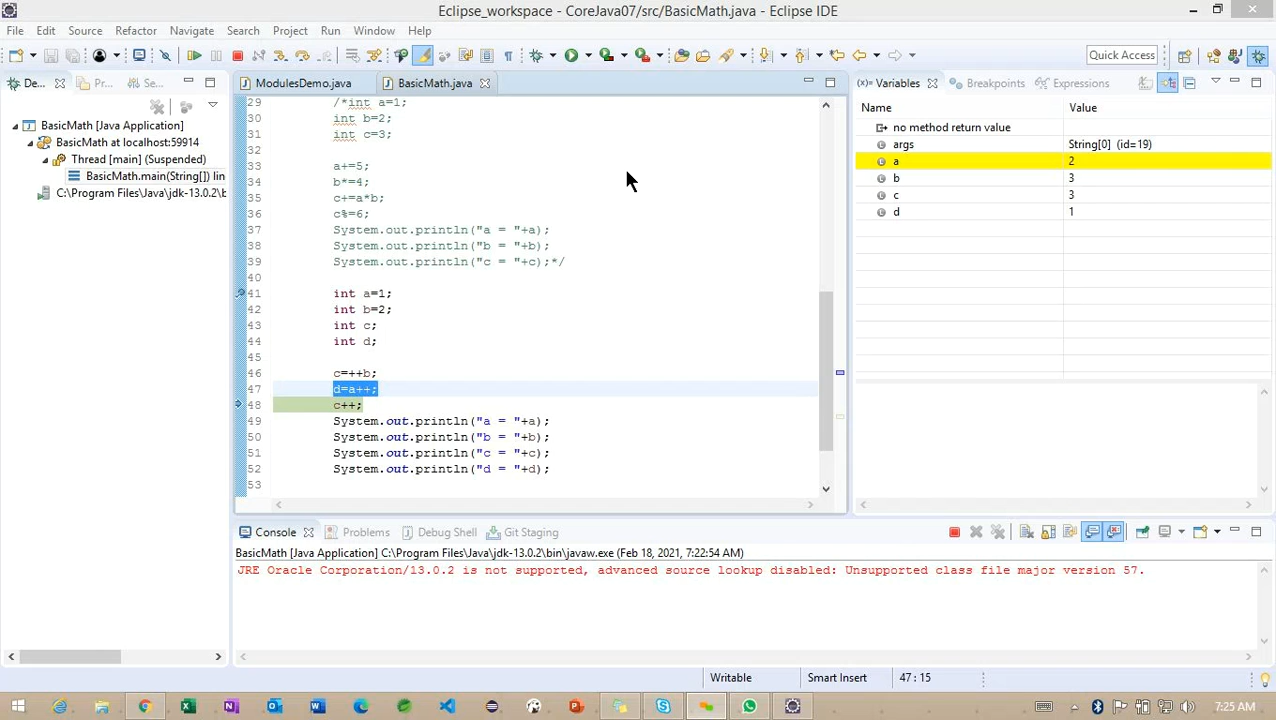 Eclipse_workspace - CoreJava07/src/BasicMath.java - Eclipse IDE
File Edit Source Refactor Navigate Search Project Run Window Help
Quick Access
De... Pr... Se...
BasicMath [Java Application]
BasicMath at localhost:59914
Thread [main] (Suspended)
BasicMath.main(String[]) lin
C:\Program Files\Java\jdk-13.0.2\b
ModulesDemo.java BasicMath.java
29 /*int a=1;
30 int b=2;
31 int c=3;
32
33 a+=5;
34 b*=4;
35 c+=a*b;
36 c%=6;
37 System.out.println("a = "+a);
38 System.out.println("b = "+b);
39 System.out.println("c = "+c);*/
40
41 int a=1;
42 int b=2;
43 int c;
44 int d;
45
46 c=++b;
47 d=a++;
48 c++;
49 System.out.println("a = "+a);
50 System.out.println("b = "+b);
51 System.out.println("c = "+c);
52 System.out.println("d = "+d);
53
Variables Breakpoints Expressions
Name Value
no method return value
args String[0] (id=19)
a 2
b 3
c 3
d 1
Console Problems Debug Shell Git Staging
BasicMath [Java Application] C:\Program Files\Java\jdk-13.0.2\bin\javaw.exe (Feb 18, 2021, 7:22:54 AM)
JRE Oracle Corporation/13.0.2 is not supported, advanced source lookup disabled: Unsupported class file major version 57.
Writable Smart Insert 47 : 15
7:25 AM